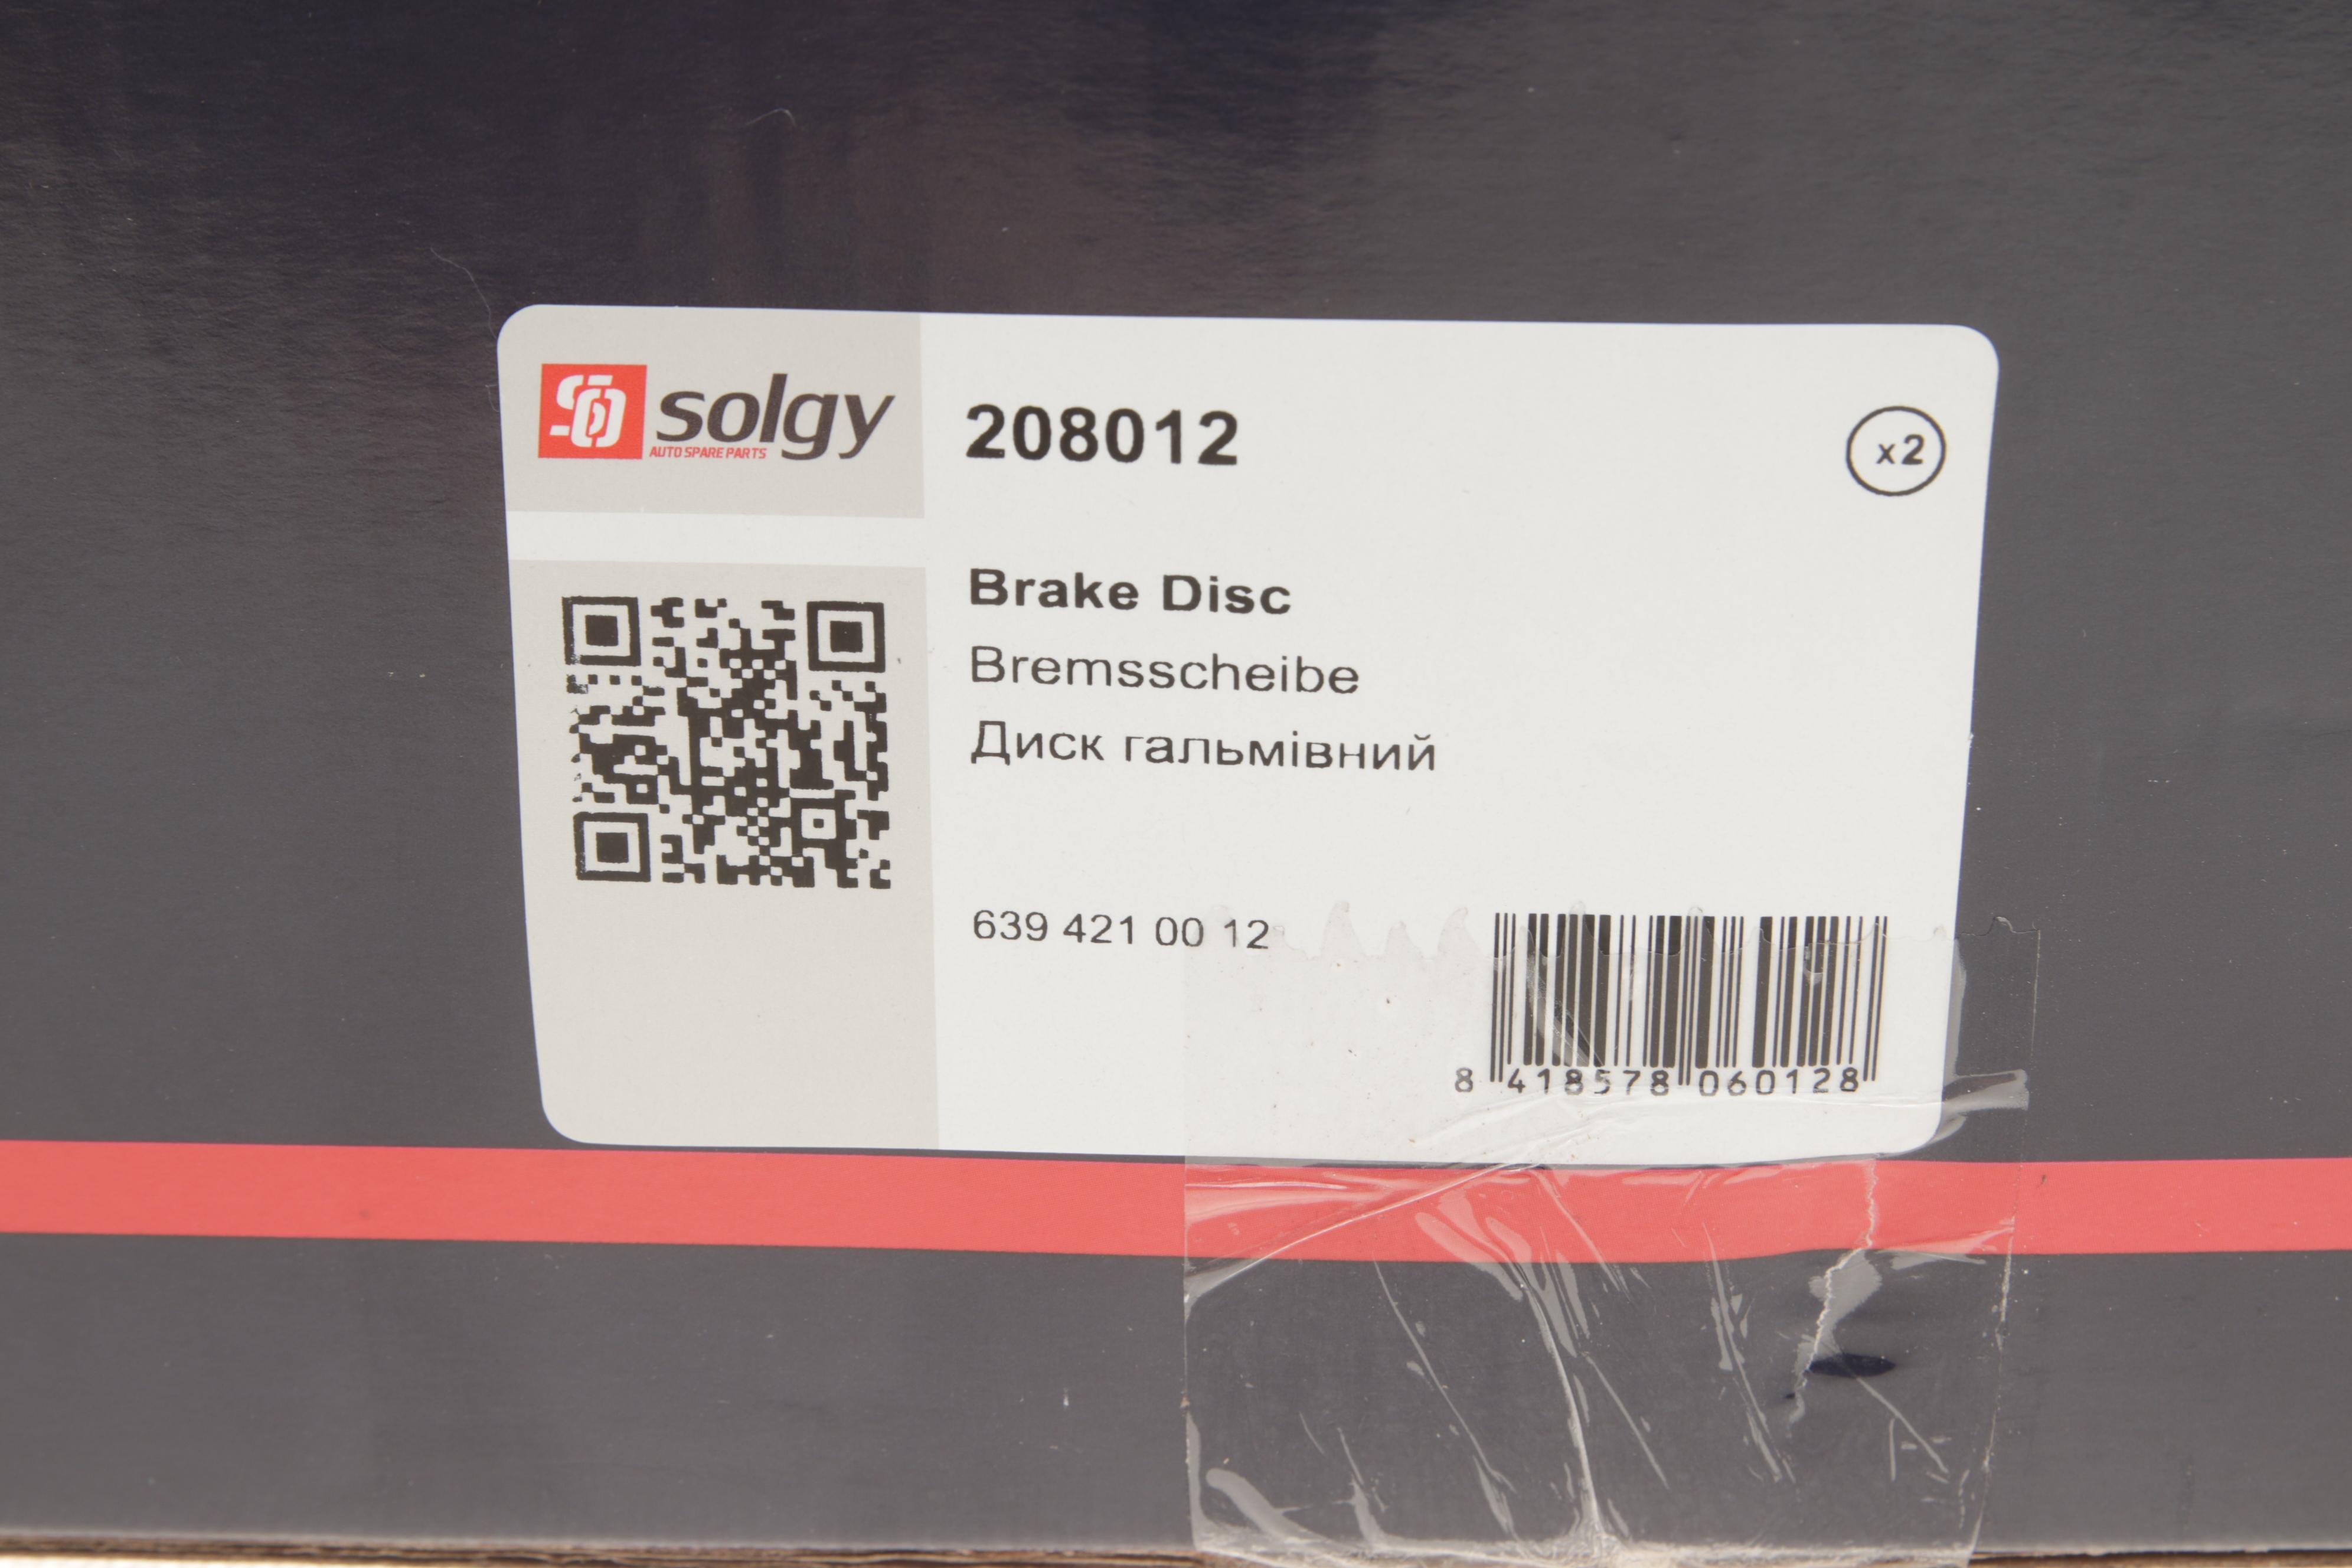 solgy
AUTO SPARE PARTS
208012
x2
Brake Disc
Bremsscheibe
Диск гальмівний
639 421 00 12
8 418578 060128